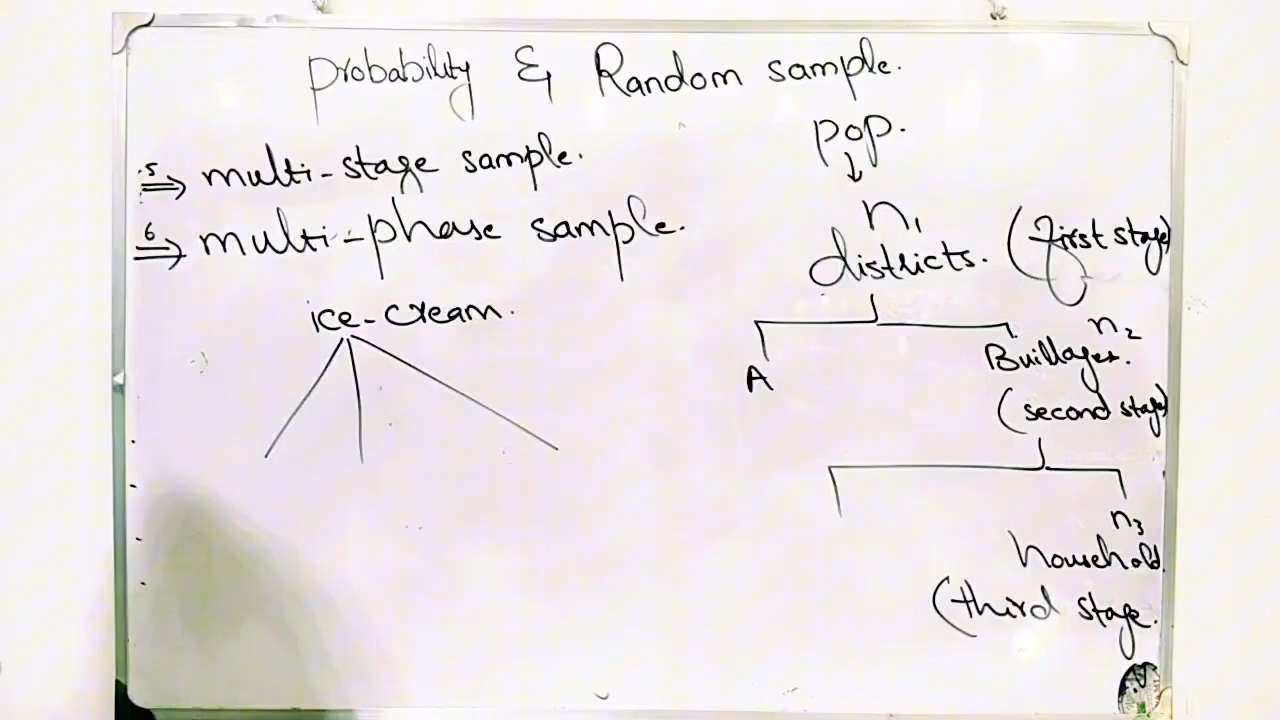 probability & Random sample.
5 ⇒ multi-stage sample.
6 ⇒ multi-phase sample.
ice-cream.
pop.
↓
n₁
districts. (first stage)
A
n₂
Bvillages.
(second stage)
n₃
household.
(third stage.